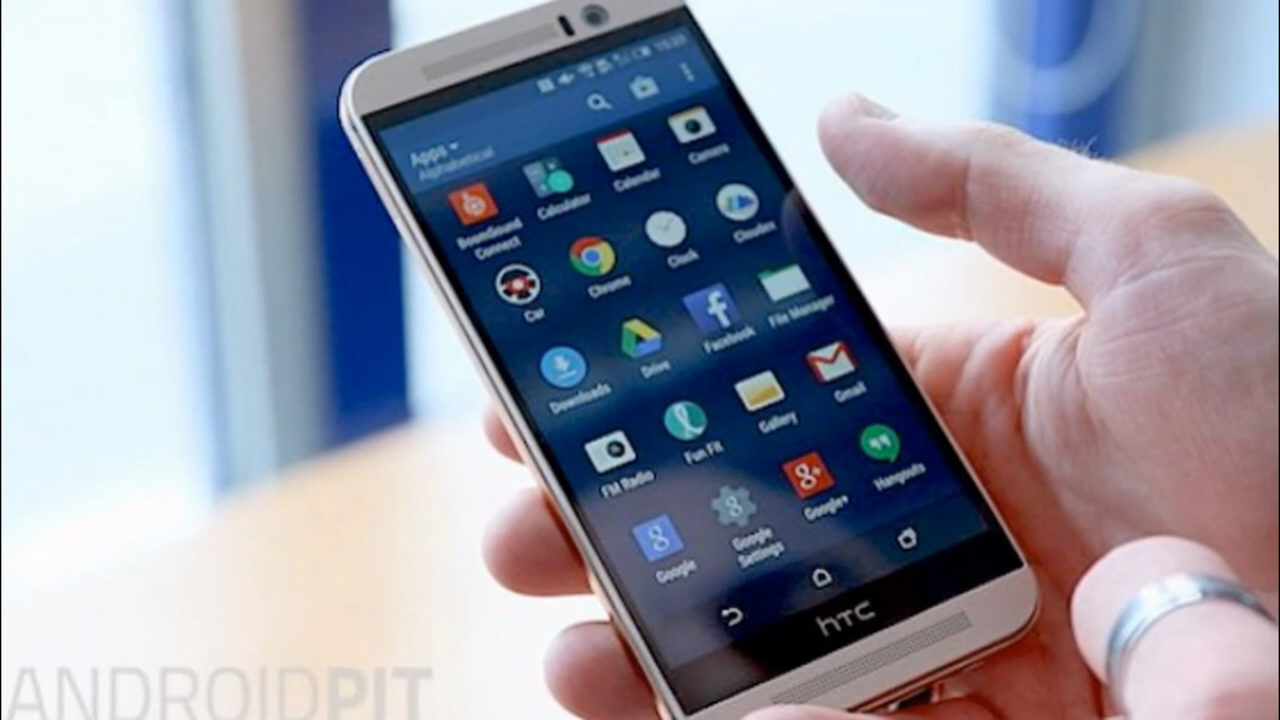 Apps
Alphabetical
BoomSound
Connect
Calculator
Calendar
Camera
Car
Chrome
Clock
Cloudex
Downloads
Drive
Facebook
File Manager
FM Radio
Fun Fit
Gallery
Gmail
Google
Google
Settings
Google+
Hangouts
hTC
ANDROIDPIT